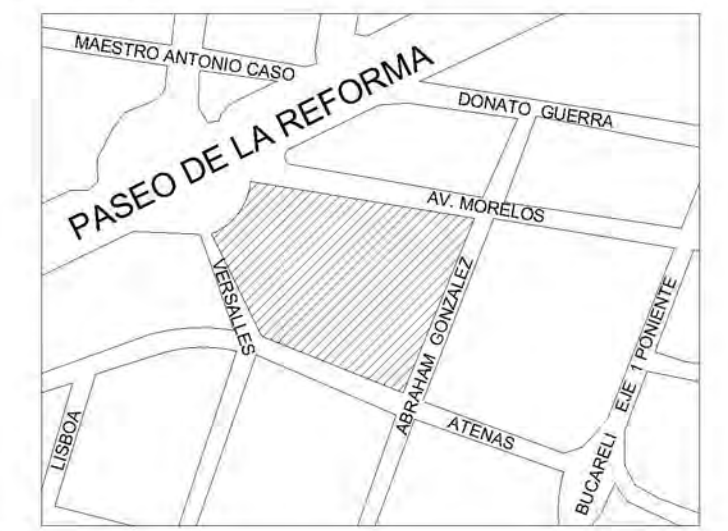 MAESTRO ANTONIO CASO
PASEO DE LA REFORMA
DONATO GUERRA
AV. MORELOS
VERSALLES
ABRAHAM GONZALEZ
EJE 1 PONIENTE
BUCARELI
LISBOA
ATENAS